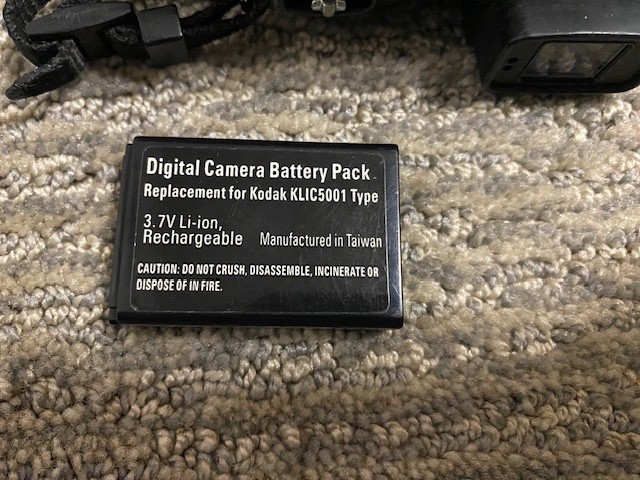 Digital Camera Battery Pack
Replacement for Kodak KLIC5001 Type
3.7V Li-ion,
Rechargeable Manufactured in Taiwan
CAUTION: DO NOT CRUSH, DISASSEMBLE, INCINERATE OR
DISPOSE OF IN FIRE.